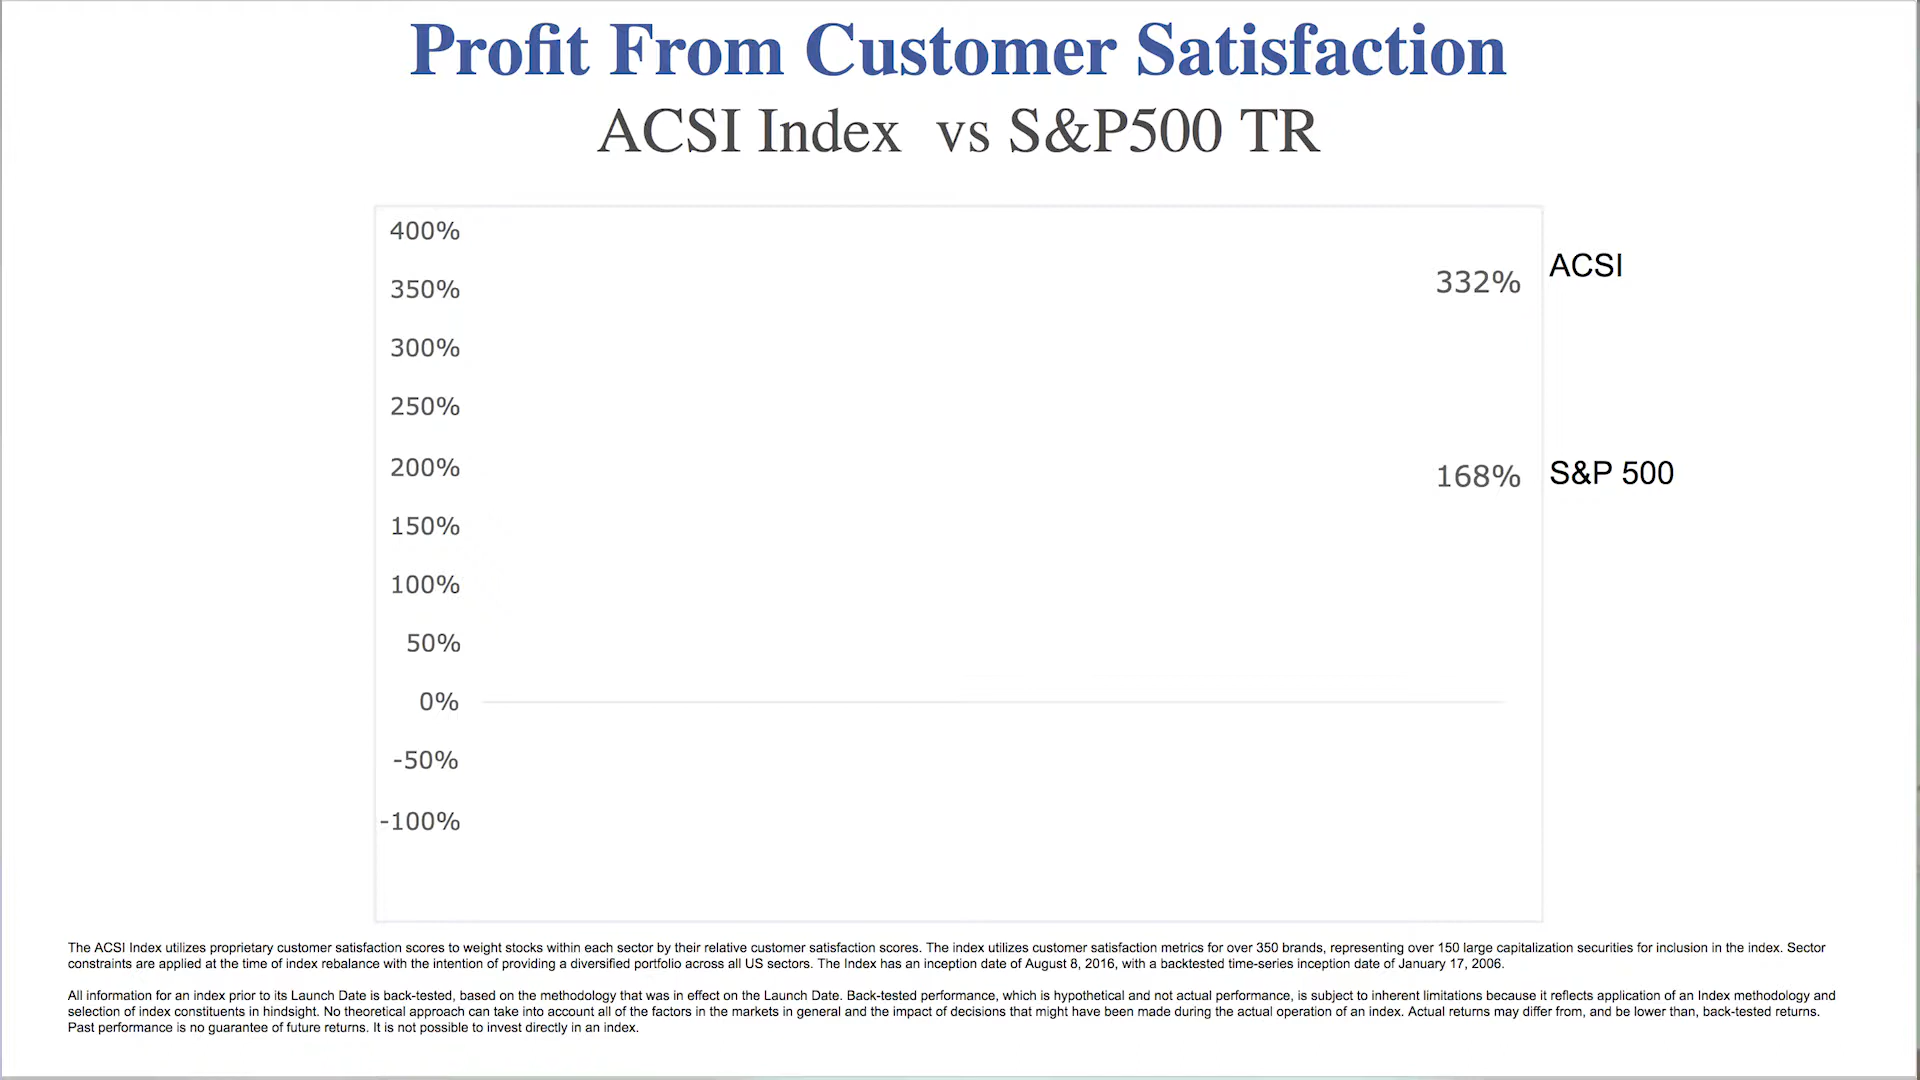 Profit From Customer Satisfaction
ACSI Index vs S&P500 TR
400%
350%
300%
250%
200%
150%
100%
50%
0%
-50%
-100%
332%
ACSI
168%
S&P 500
The ACSI Index utilizes proprietary customer satisfaction scores to weight stocks within each sector by their relative customer satisfaction scores. The index utilizes customer satisfaction metrics for over 350 brands, representing over 150 large capitalization securities for inclusion in the index. Sector
constraints are applied at the time of index rebalance with the intention of providing a diversified portfolio across all US sectors. The Index has an inception date of August 8, 2016, with a backtested time-series inception date of January 17, 2006.
All information for an index prior to its Launch Date is back-tested, based on the methodology that was in effect on the Launch Date. Back-tested performance, which is hypothetical and not actual performance, is subject to inherent limitations because it reflects application of an Index methodology and
selection of index constituents in hindsight. No theoretical approach can take into account all of the factors in the markets in general and the impact of decisions that might have been made during the actual operation of an index. Actual returns may differ from, and be lower than, back-tested returns.
Past performance is no guarantee of future returns. It is not possible to invest directly in an index.